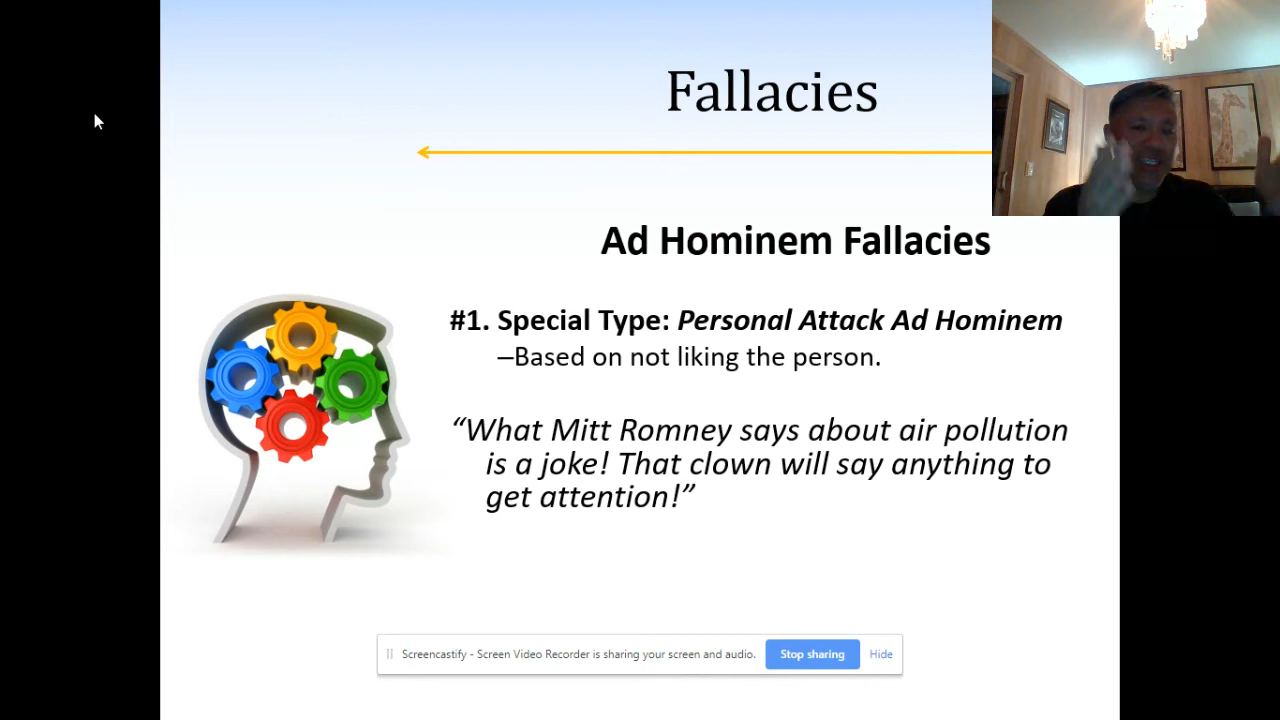 Fallacies
Ad Hominem Fallacies
#1. Special Type: Personal Attack Ad Hominem
–Based on not liking the person.
“What Mitt Romney says about air pollution
is a joke! That clown will say anything to
get attention!”
Screencastify - Screen Video Recorder is sharing your screen and audio. Stop sharing Hide